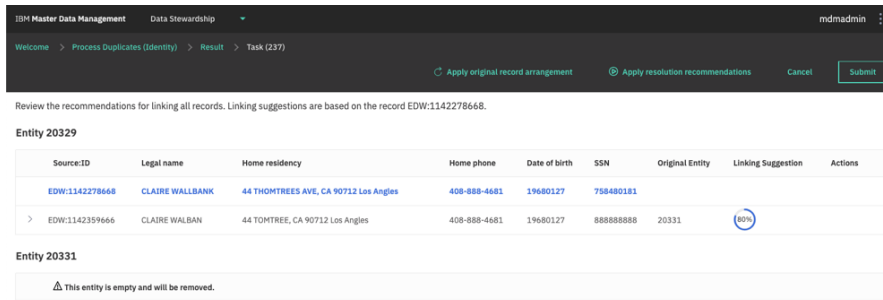 IBM Master Data Management Data Stewardship mdmadmin
Welcome > Process Duplicates (Identity) > Result > Task (237)
Apply original record arrangement Apply resolution recommendations Cancel Submit
Review the recommendations for linking all records. Linking suggestions are based on the record EDW:1142278668.
Entity 20329
Source:ID Legal name Home residency Home phone Date of birth SSN Original Entity Linking Suggestion Actions
EDW:1142278668 CLAIRE WALLBANK 44 THOMTREES AVE, CA 90712 Los Angles 408-888-4681 19680127 758480181
> EDW:1142359666 CLAIRE WALBAN 44 TOMTREE, CA 90712 Los Angles 408-888-4681 19680127 888888888 20331 80%
Entity 20331
This entity is empty and will be removed.